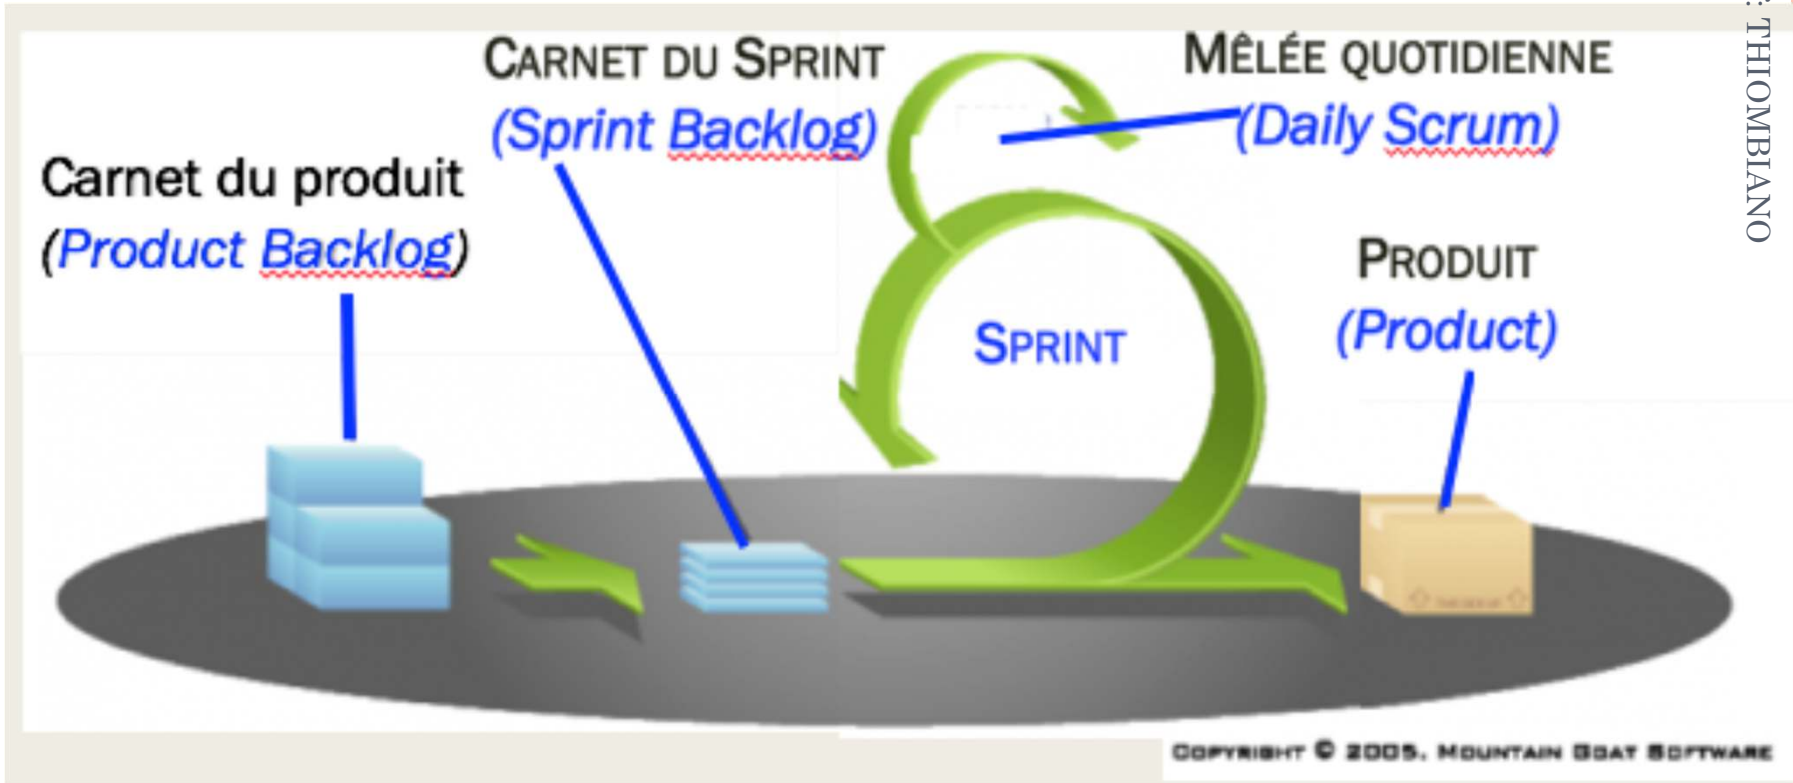 CARNET DU SPRINT
(Sprint Backlog)
MÊLÉE QUOTIDIENNE
(Daily Scrum)
Carnet du produit
(Product Backlog)
PRODUIT
(Product)
SPRINT
: THIOMBIANO
COPYRIGHT © 2005, MOUNTAIN GOAT SOFTWARE